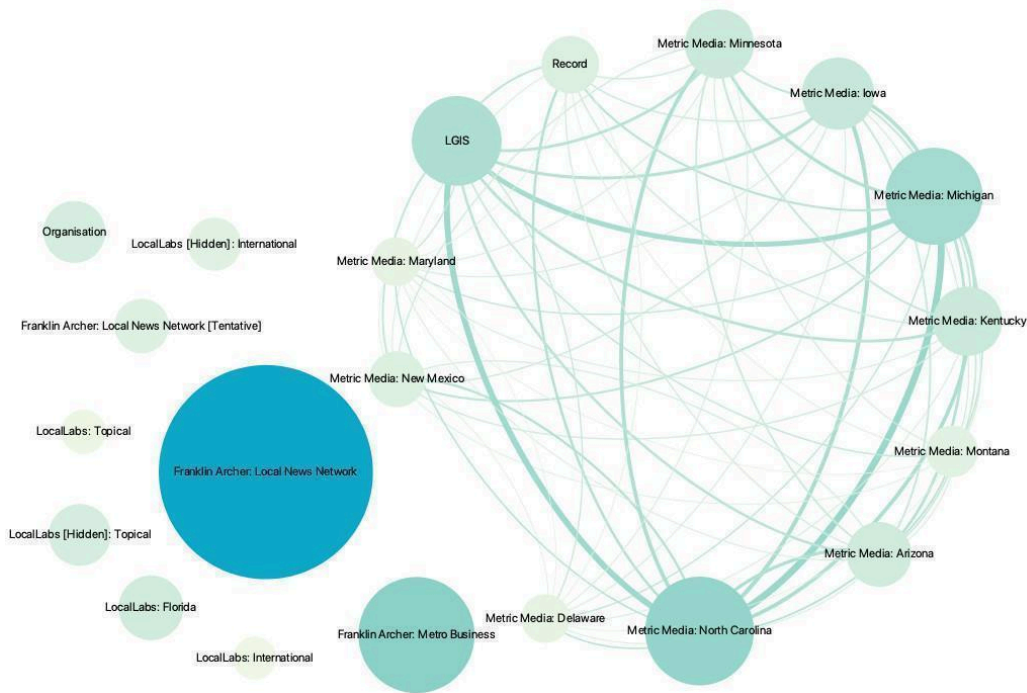 Metric Media: Minnesota
Record
Metric Media: Iowa
LGIS
Metric Media: Michigan
Organisation
LocalLabs [Hidden]: International
Metric Media: Maryland
Franklin Archer: Local News Network [Tentative]
Metric Media: Kentucky
Metric Media: New Mexico
LocalLabs: Topical
Metric Media: Montana
Franklin Archer: Local News Network
LocalLabs [Hidden]: Topical
Metric Media: Arizona
LocalLabs: Florida
Metric Media: Delaware
Franklin Archer: Metro Business
Metric Media: North Carolina
LocalLabs: International